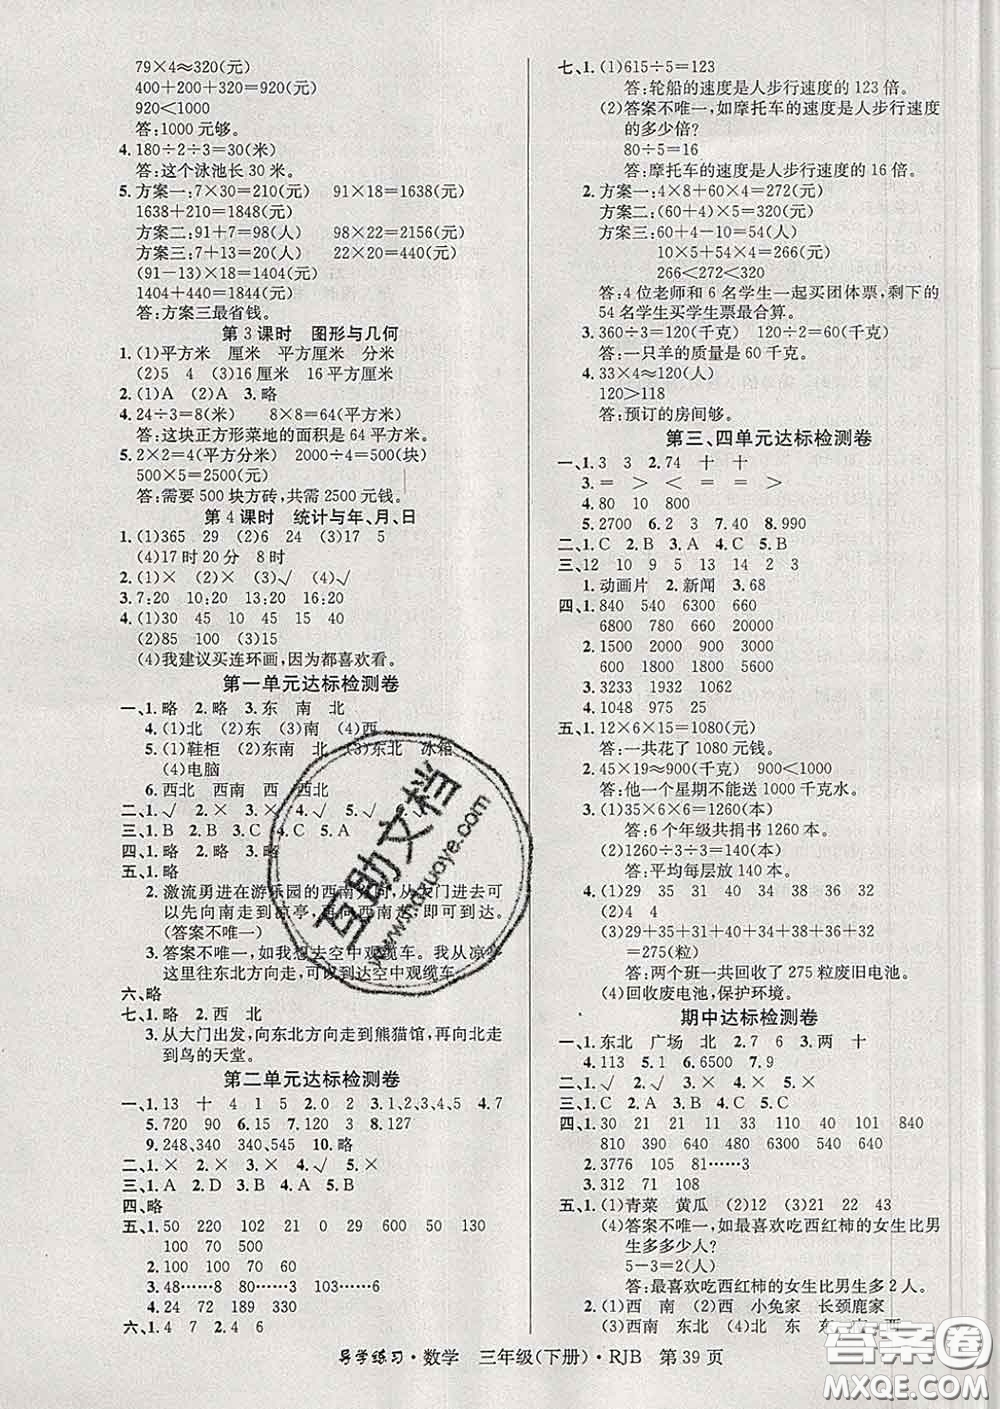 79×4≈320(元)
400+200+320=920(元)
920<1000
答:1000元够。
4.180÷2÷3=30(米)
答:这个泳池长30米。
5.方案一:7×30=210(元) 91×18=1638(元)
1638+210=1848(元)
方案二:91+7=98(人) 98×22=2156(元)
方案三:7+13=20(人) 22×20=440(元)
(91-13)×18=1404(元)
1404+440=1844(元)
方案三最省钱。
第3课时 图形与几何
1.(1)平方米 厘米 平方厘米 分米
(2)5 4 (3)16厘米 16平方厘米
2.(1)A (2)A 3.略
4.24÷3=8(米) 8×8=64(平方米)
答:这块正方形菜地的面积是64平方米。
5.2×2=4(平方分米) 2000÷4=500(块)
500×5=2500(元)
答:需要500块方砖,共需2500元钱。
第4课时 统计与年、月、日
1.(1)365 29 (2)6 24 (3)17 5
(4)17时20分 8时
2.(1)× (2)× (3)√ (4)√
3.7:20 10:20 13:20 16:20
4.(1)30 45 10 45 15
(2)85 100 (3)15
(4)我建议买连环画,因为都喜欢看。
第一单元达标检测卷
一、1.略 2.略 3.东 南 北
4.(1)北 (2)东 (3)南 (4)西
5.(1)鞋柜 (2)东南 北 (3)东北 冰箱
(4)电脑
6.西北 西南 西 西北
二、1.√ 2.× 3.× 4.
三、1.B 2.B 3.C 4.C 5.A
四、1.略 2.略 3.略
五、1.略
2.激流勇进在游乐园的西南方向,从大门进去可
以先向南走到凉亭,再向西南走,即可到达。
(答案不唯一)
3.答案不唯一,如我想去空中观缆车。我从凉亭
这里往东北方向走,可以到达空中观缆车。
六、略
七、1.略 2.西 北
3.从大门出发,向东北方向走到熊猫馆,再向北走
到鸟的天堂。
第二单元达标检测卷
一、1.13 十 4 1 5 2.0 2 3.1,2,3,4,5 4.7
5.720 90 6.15 7.120 3 8.127
9.248,340 340,545 10.略
二、1.× 2.× 3.× 4.√ 5.×
三、1.A 2.D 3.B 4.A 5.B
四、略
五、1.50 220 102 21 0 29 600 50 130
100 70 500
2.100 70 100
3.48……8 80……3 103……6
4.24 72 189 330
六、1.4 7 2.4 6
七、1.(1)615÷5=123
答:轮船的速度是人步行速度的123倍。
(2)答案不唯一,如摩托车的速度是人步行速度
的多少倍?
80÷5=16
答:摩托车的速度是人步行速度的16倍。
2.方案一:4×8+60×4=272(元)
方案二:(60+4)×5=320(元)
方案三:60+4-10=54(人)
10×5+54×4=266(元)
266<272<320
答:4位老师和6名学生一起买团体票,剩下的
54名学生买学生票最合算。
3.360÷3=120(千克) 120÷2=60(千克)
答:一只羊的质量是60千克。
4.33×4≈120(人)
120>118
答:预订的房间够。
第三、四单元达标检测卷
一、1.3 3 2.74 十 十
3.= > < = = >
4.80 10 800
5.2700 6.2 3 7.40 8.990
二、1.C 2.B 3.A 4.C 5.B
三、12 10 9 5 13 14 2 3
1.动画片 2.新闻 3.68
四、1.840 540 6300 660
6800 780 660 20000
2.1500 2000 900 3000
600 1800 1500 600
3.3233 1932 1062
4.1048 975 25
五、1.12×6×15=1080(元)
答:一共花了1080元钱。
2.45×19≈900(千克) 900<1000
答:他一个星期不能送1000千克水。
3.(1)35×6×6=1260(本)
答:6个年级共捐书1260本。
(2)1260÷3÷3=140(本)
答:平均每层放140本。
4.(1)29 35 31 40 31 34 43 32
(2)4 4
(3)29+35+31+40+31+34+43+32
=275(粒)
答:两个班一共回收了275粒废旧电池。
(4)回收废电池,保护环境。
期中达标检测卷
一、1.东北 广场 北 2.7 6 3.两 十
4.113 5.1 6.6500 7.9
二、1.√ 2.× 3.√ 4.× 5.×
三、1.C 2.A 3.B 4.A 5.C
四、1.30 21 21 11 33 20 101 840
810 390 640 480 6300 540 640
2.3776 105 81……3
3.312 71 108
五、1.(1)青菜 黄瓜 (2)12 (3)21 22 43
(4)答案不唯一,如最喜欢吃西红柿的女生比男
生多多少人?
5-3=2(人)
答:最喜欢吃西红柿的女生比男生多2人。
2.(1)西 南 (2)西 小兔家 长颈鹿家
(3)西南 东北 (4)北 东
导学练习·数学 三年级(下册)·RJB 第39页
互助文档
www.hdzuoye.com
答案圈
MXQE.COM